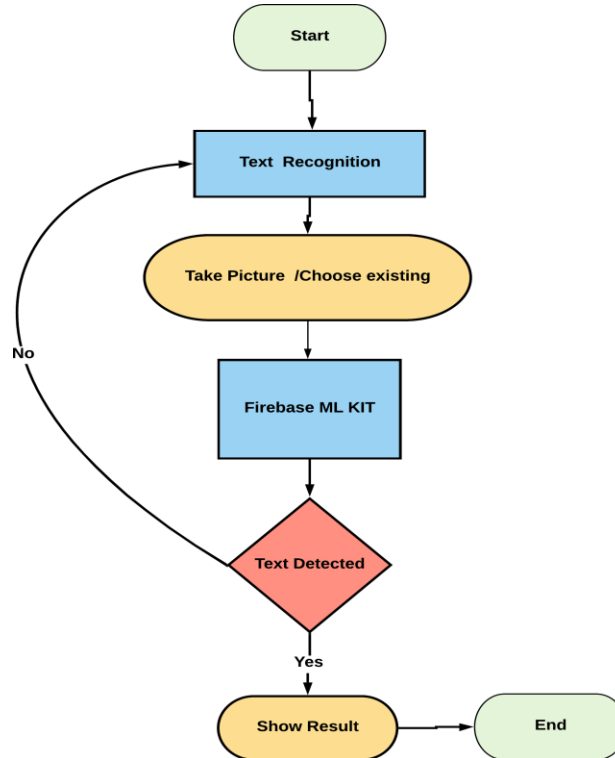 Start
Text Recognition
Take Picture /Choose existing
No
Firebase ML KIT
Text Detected
Yes
Show Result
End